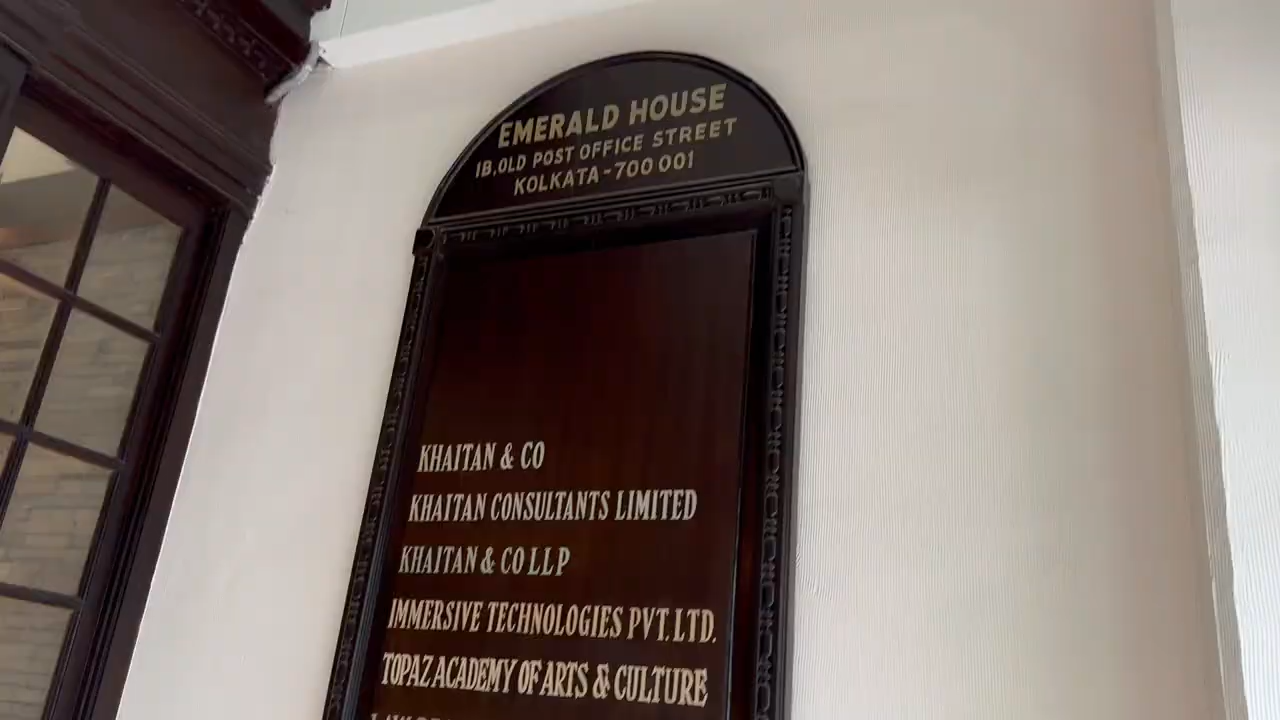 EMERALD HOUSE
1B, OLD POST OFFICE STREET
KOLKATA-700 001
KHAITAN & CO
KHAITAN CONSULTANTS LIMITED
KHAITAN & CO LLP
IMMERSIVE TECHNOLOGIES PVT. LTD.
TOPAZ ACADEMY OF ARTS & CULTURE